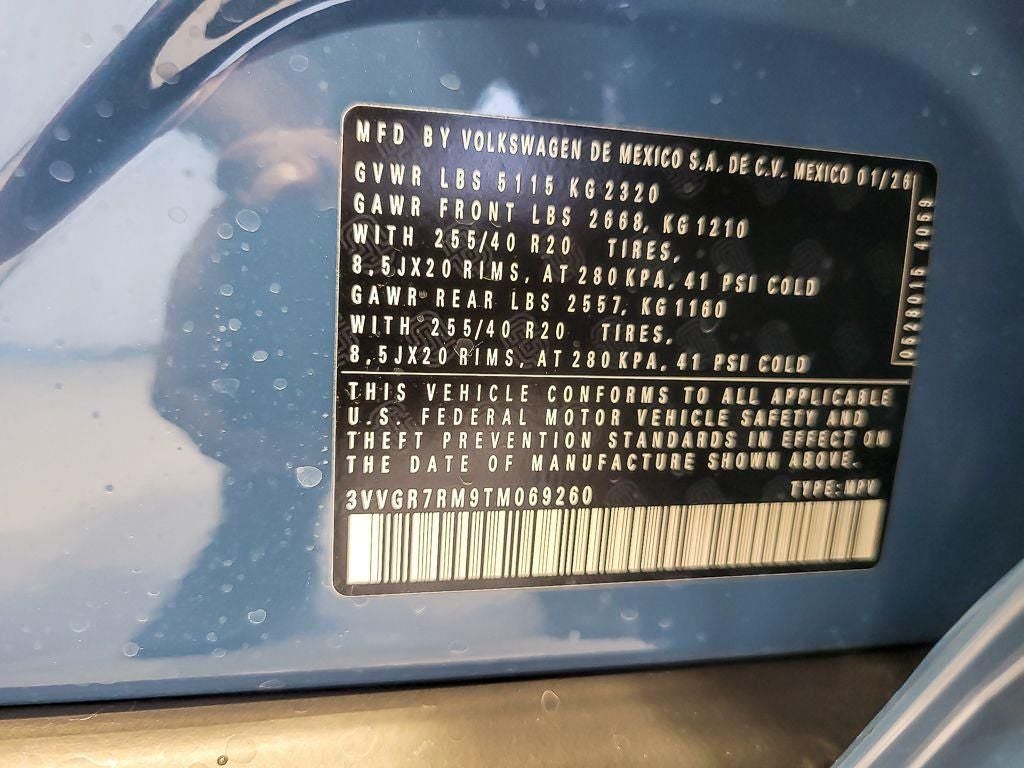 MFD BY VOLKSWAGEN DE MEXICO S.A. DE C.V. MEXICO 01/26
GVWR LBS 5115 KG 2320
GAWR FRONT LBS 2668, KG 1210
WITH 255/40 R20 TIRES,
8,5JX20 RIMS, AT 280 KPA, 41 PSI COLD
GAWR REAR LBS 2557, KG 1160
WITH 255/40 R20 TIRES,
8,5JX20 RIMS, AT 280 KPA, 41 PSI COLD
THIS VEHICLE CONFORMS TO ALL APPLICABLE
U.S. FEDERAL MOTOR VEHICLE SAFETY AND
THEFT PREVENTION STANDARDS IN EFFECT ON
THE DATE OF MANUFACTURE SHOWN ABOVE.
3VVGR7RM9TM069260 TYPE: MPV
0628016 4069